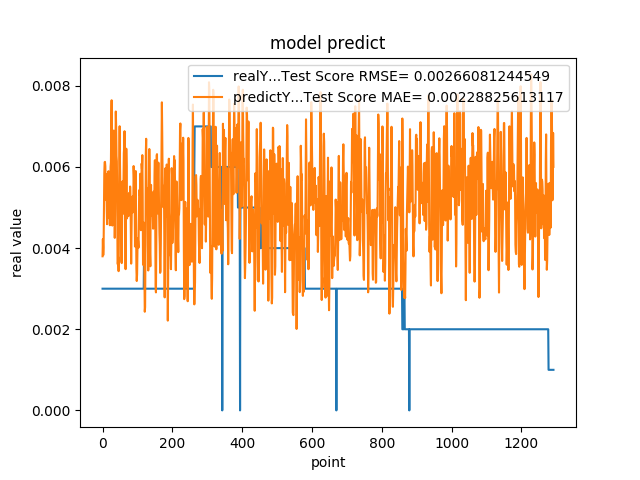 model predict
realY...Test Score RMSE= 0.00266081244549
predictY...Test Score MAE= 0.00228825613117
0.008
0.006
0.004
0.002
0.000
real value
0 200 400 600 800 1000 1200
point